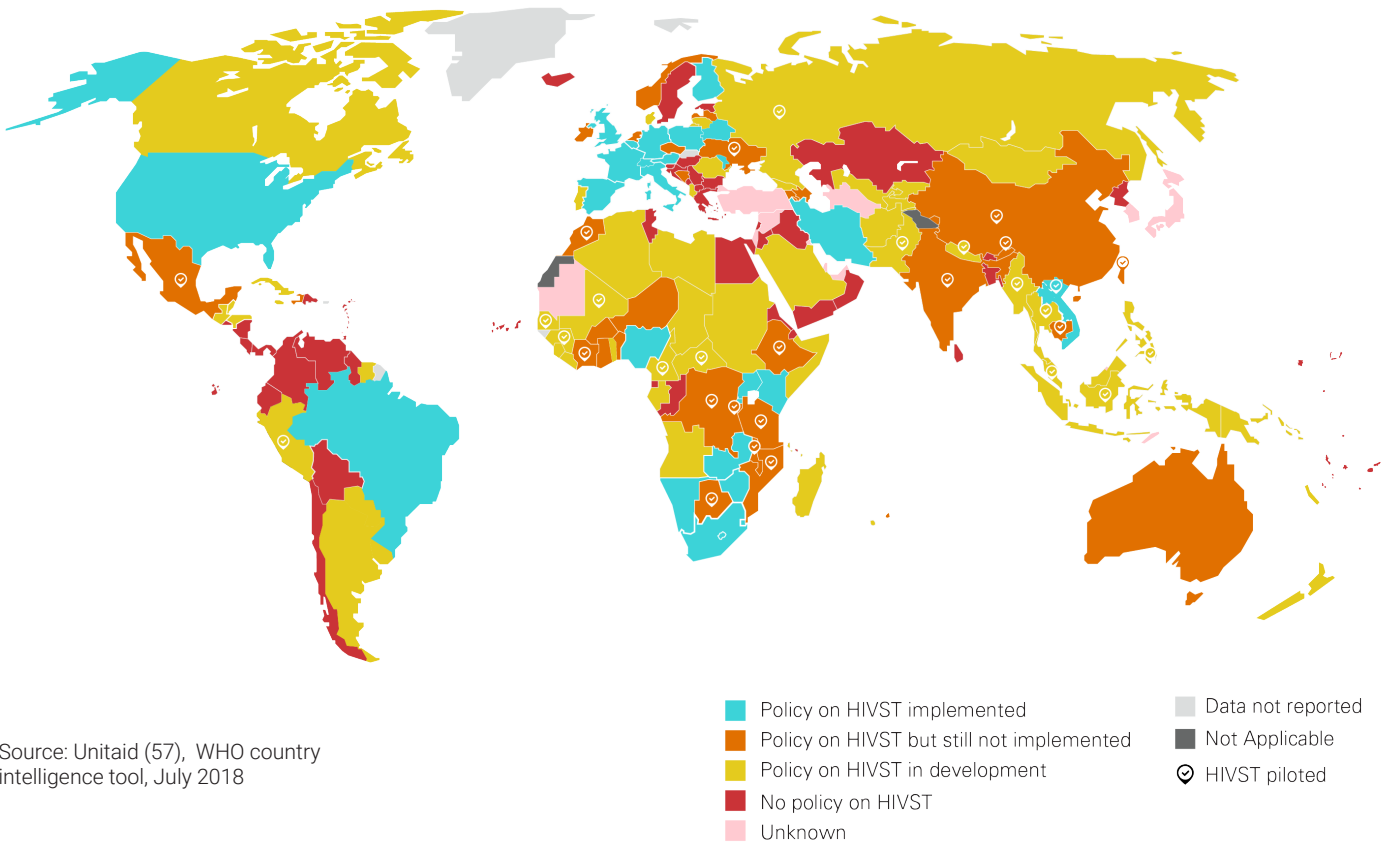 Source: Unitaid (57), WHO country
intelligence tool, July 2018
Policy on HIVST implemented
Policy on HIVST but still not implemented
Policy on HIVST in development
No policy on HIVST
Unknown
Data not reported
Not Applicable
HIVST piloted